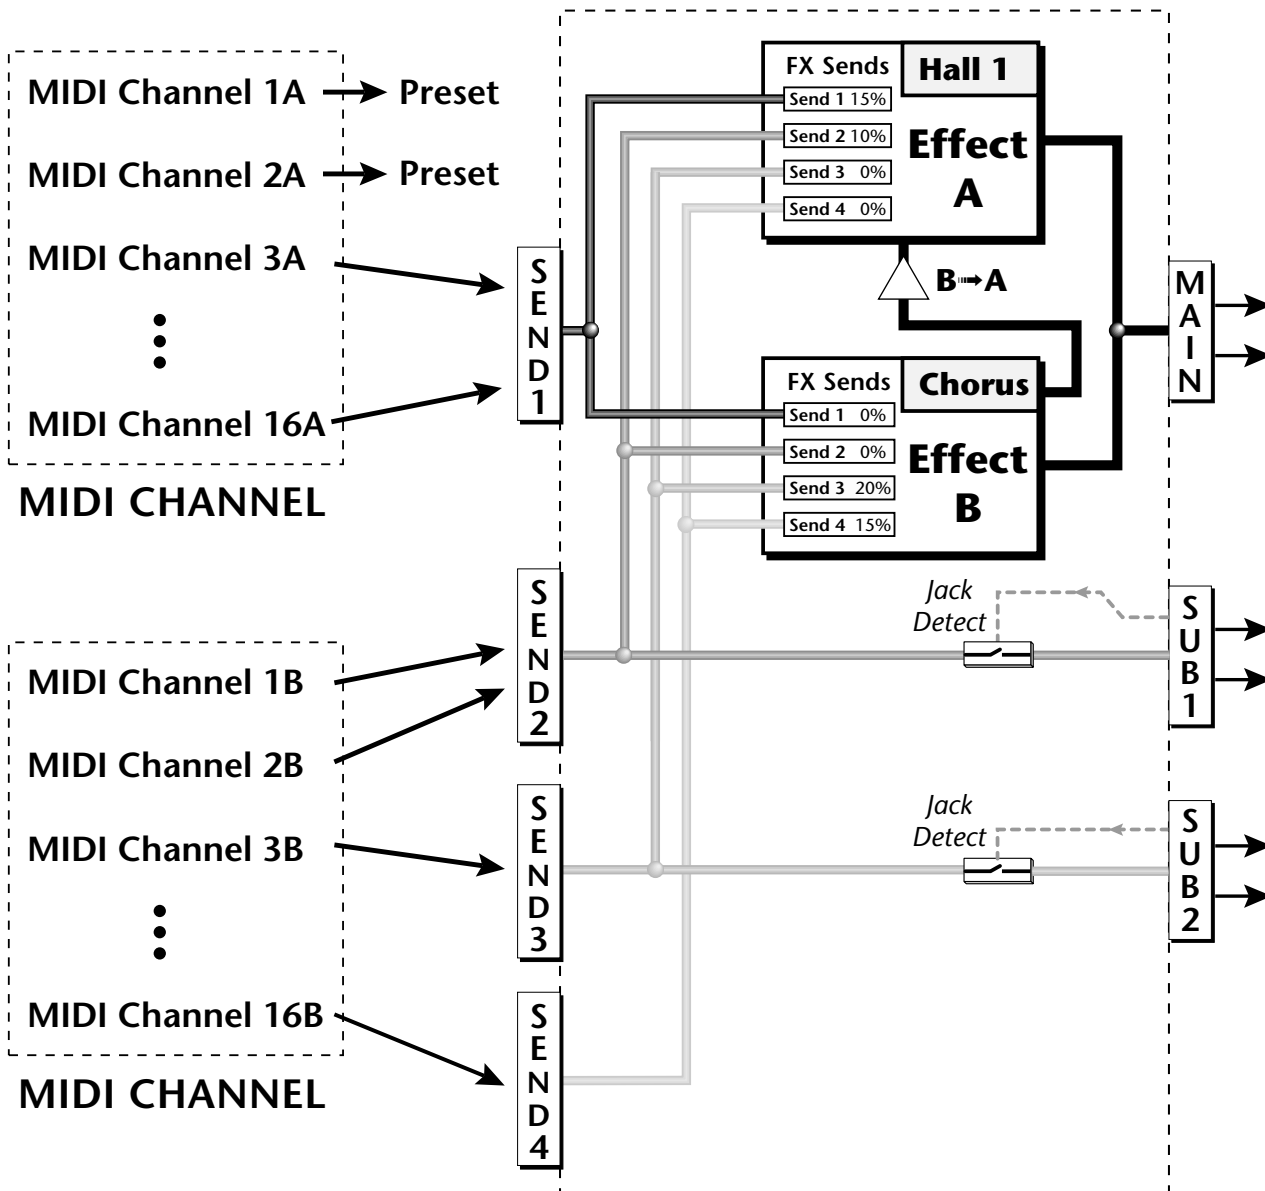 MIDI Channel 1A
Preset
MIDI Channel 2A
Preset
MIDI Channel 3A
MIDI Channel 16A
MIDI CHANNEL
SEND1
FX Sends
Hall 1
Send 1 15%
Send 2 10%
Send 3 0%
Send 4 0%
Effect
A
B➟A
FX Sends
Chorus
Send 1 0%
Send 2 0%
Send 3 20%
Send 4 15%
Effect
B
MAIN
MIDI Channel 1B
MIDI Channel 2B
MIDI Channel 3B
MIDI Channel 16B
MIDI CHANNEL
SEND2
SEND3
SEND4
Jack
Detect
SUB1
Jack
Detect
SUB2